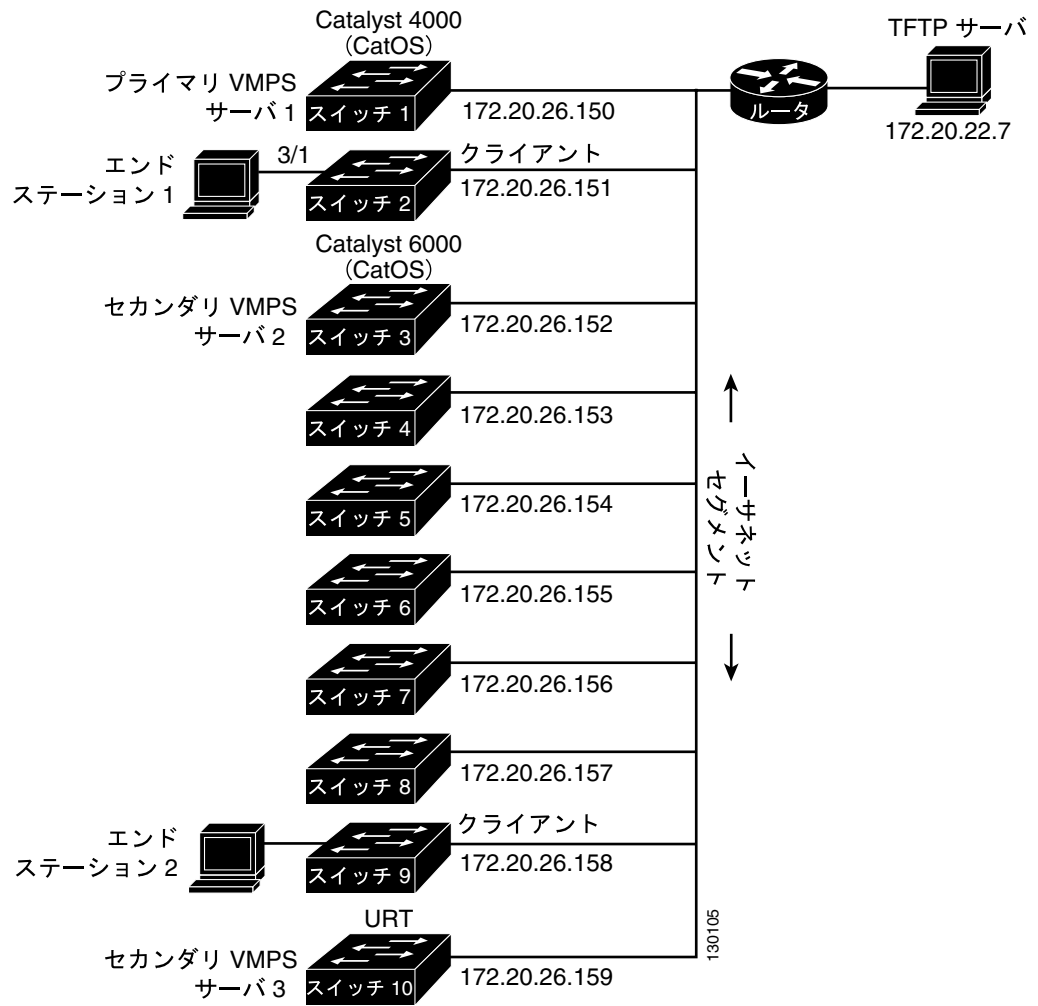 Catalyst 4000
（CatOS）
TFTP サーバ
プライマリ VMPS
サーバ 1
スイッチ 1
172.20.26.150
ルータ
172.20.22.7
エンド
ステーション 1
3/1
クライアント
スイッチ 2
172.20.26.151
Catalyst 6000
（CatOS）
セカンダリ VMPS
サーバ 2
スイッチ 3
172.20.26.152
スイッチ 4
172.20.26.153
イーサネット
セグメント
スイッチ 5
172.20.26.154
スイッチ 6
172.20.26.155
スイッチ 7
172.20.26.156
スイッチ 8
172.20.26.157
エンド
ステーション 2
クライアント
スイッチ 9
172.20.26.158
URT
セカンダリ VMPS
サーバ 3
スイッチ 10
172.20.26.159
130105